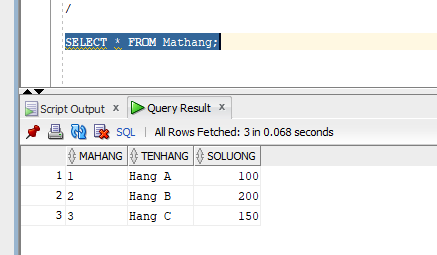 /
SELECT * FROM Mathang;
Script Output x Query Result x
SQL | All Rows Fetched: 3 in 0.068 seconds
MAHANG TENHANG SOLUONG
1 1 Hang A 100
2 2 Hang B 200
3 3 Hang C 150